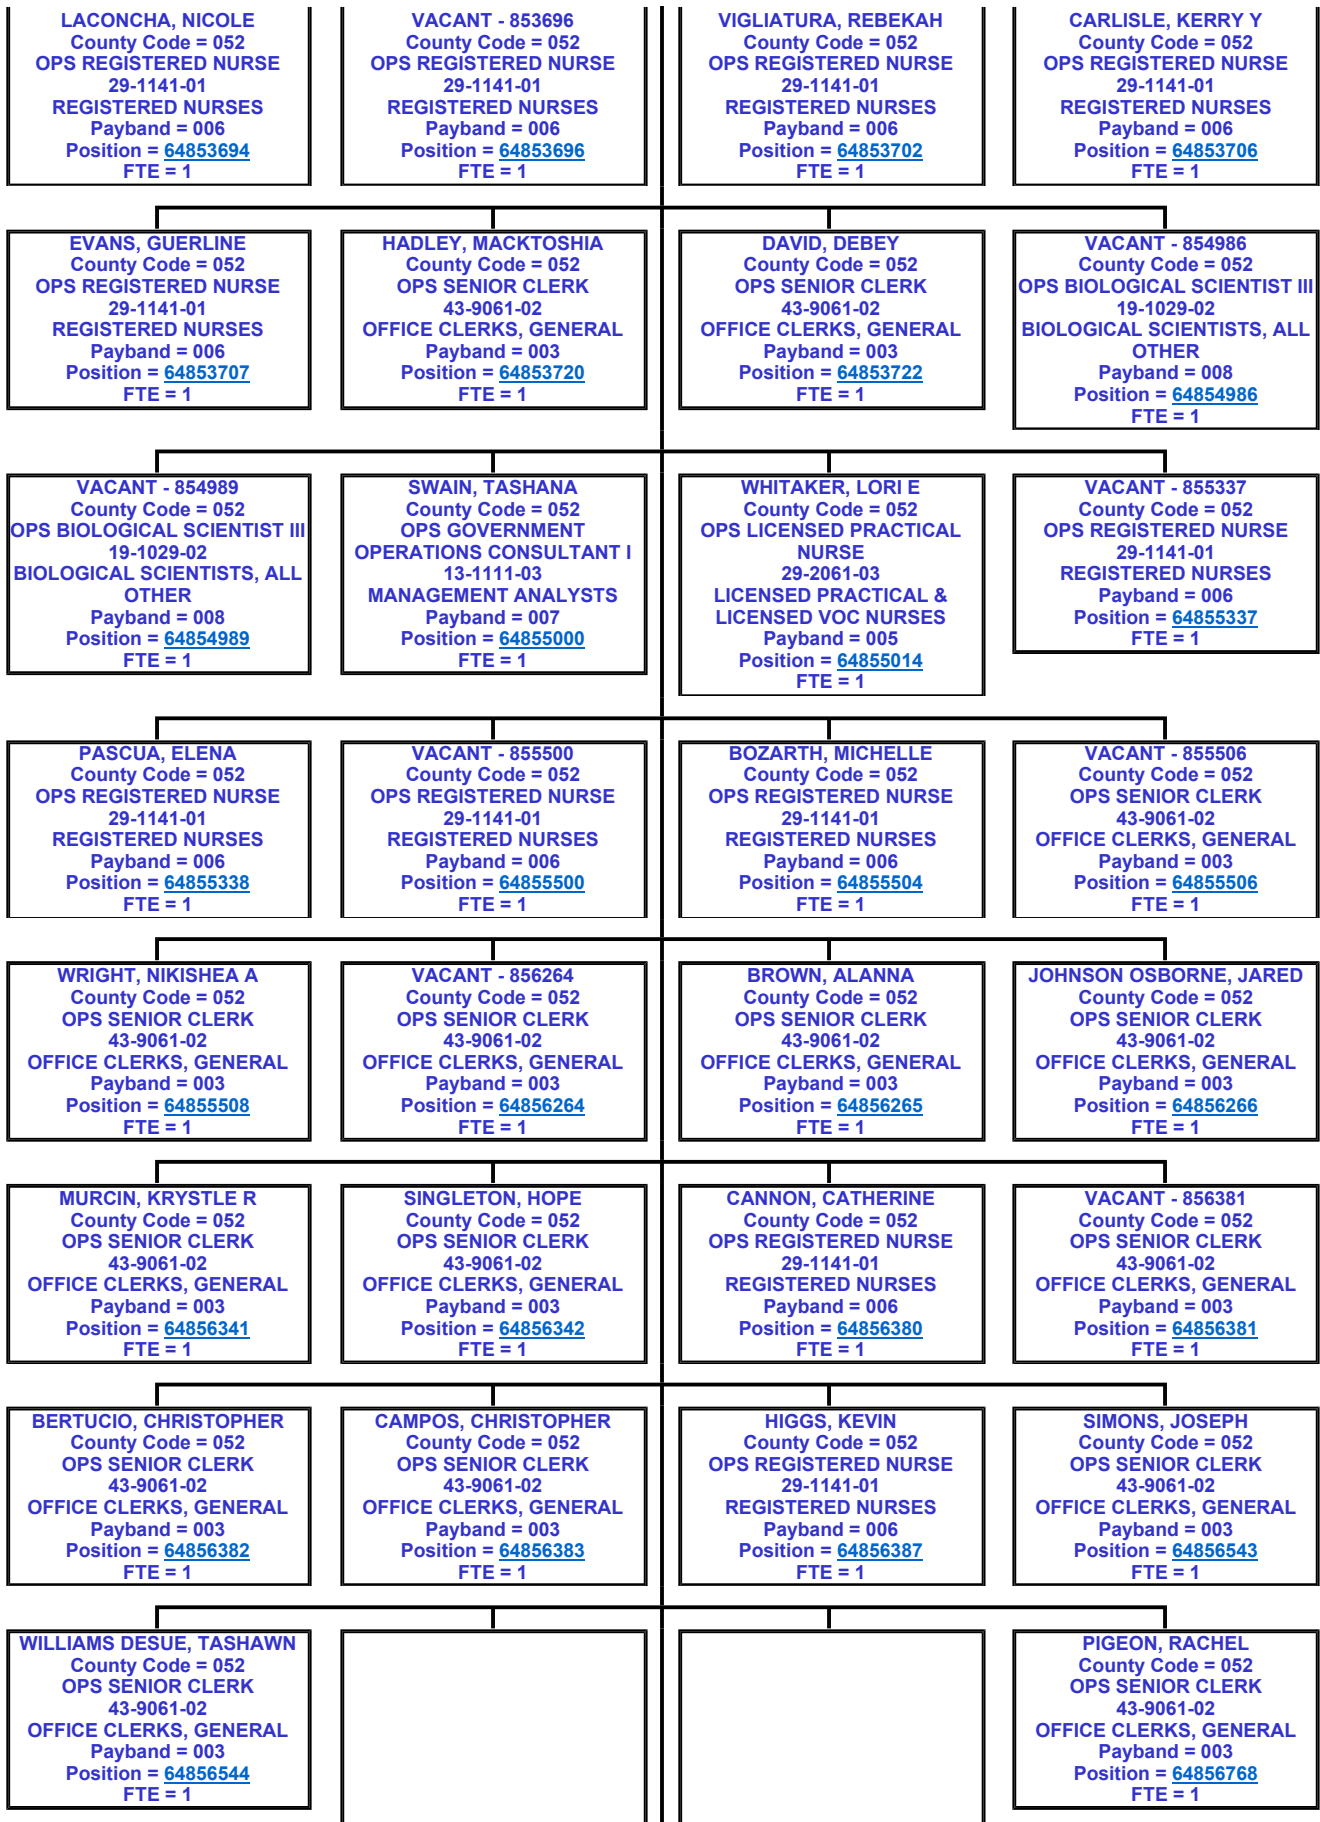 LACONCHA, NICOLE
County Code = 052
OPS REGISTERED NURSE
29-1141-01
REGISTERED NURSES
Payband = 006
Position = 64853694
FTE = 1
VACANT - 853696
County Code = 052
OPS REGISTERED NURSE
29-1141-01
REGISTERED NURSES
Payband = 006
Position = 64853696
FTE = 1
VIGLIATURA, REBEKAH
County Code = 052
OPS REGISTERED NURSE
29-1141-01
REGISTERED NURSES
Payband = 006
Position = 64853702
FTE = 1
CARLISLE, KERRY Y
County Code = 052
OPS REGISTERED NURSE
29-1141-01
REGISTERED NURSES
Payband = 006
Position = 64853706
FTE = 1
EVANS, GUERLINE
County Code = 052
OPS REGISTERED NURSE
29-1141-01
REGISTERED NURSES
Payband = 006
Position = 64853707
FTE = 1
HADLEY, MACKTOSHIA
County Code = 052
OPS SENIOR CLERK
43-9061-02
OFFICE CLERKS, GENERAL
Payband = 003
Position = 64853720
FTE = 1
DAVID, DEBEY
County Code = 052
OPS SENIOR CLERK
43-9061-02
OFFICE CLERKS, GENERAL
Payband = 003
Position = 64853722
FTE = 1
VACANT - 854986
County Code = 052
OPS BIOLOGICAL SCIENTIST III
19-1029-02
BIOLOGICAL SCIENTISTS, ALL
OTHER
Payband = 008
Position = 64854986
FTE = 1
VACANT - 854989
County Code = 052
OPS BIOLOGICAL SCIENTIST III
19-1029-02
BIOLOGICAL SCIENTISTS, ALL
OTHER
Payband = 008
Position = 64854989
FTE = 1
SWAIN, TASHANA
County Code = 052
OPS GOVERNMENT
OPERATIONS CONSULTANT I
13-1111-03
MANAGEMENT ANALYSTS
Payband = 007
Position = 64855000
FTE = 1
WHITAKER, LORI E
County Code = 052
OPS LICENSED PRACTICAL
NURSE
29-2061-03
LICENSED PRACTICAL &
LICENSED VOC NURSES
Payband = 005
Position = 64855014
FTE = 1
VACANT - 855337
County Code = 052
OPS REGISTERED NURSE
29-1141-01
REGISTERED NURSES
Payband = 006
Position = 64855337
FTE = 1
PASCUA, ELENA
County Code = 052
OPS REGISTERED NURSE
29-1141-01
REGISTERED NURSES
Payband = 006
Position = 64855338
FTE = 1
VACANT - 855500
County Code = 052
OPS REGISTERED NURSE
29-1141-01
REGISTERED NURSES
Payband = 006
Position = 64855500
FTE = 1
BOZARTH, MICHELLE
County Code = 052
OPS REGISTERED NURSE
29-1141-01
REGISTERED NURSES
Payband = 006
Position = 64855504
FTE = 1
VACANT - 855506
County Code = 052
OPS SENIOR CLERK
43-9061-02
OFFICE CLERKS, GENERAL
Payband = 003
Position = 64855506
FTE = 1
WRIGHT, NIKISHEA A
County Code = 052
OPS SENIOR CLERK
43-9061-02
OFFICE CLERKS, GENERAL
Payband = 003
Position = 64855508
FTE = 1
VACANT - 856264
County Code = 052
OPS SENIOR CLERK
43-9061-02
OFFICE CLERKS, GENERAL
Payband = 003
Position = 64856264
FTE = 1
BROWN, ALANNA
County Code = 052
OPS SENIOR CLERK
43-9061-02
OFFICE CLERKS, GENERAL
Payband = 003
Position = 64856265
FTE = 1
JOHNSON OSBORNE, JARED
County Code = 052
OPS SENIOR CLERK
43-9061-02
OFFICE CLERKS, GENERAL
Payband = 003
Position = 64856266
FTE = 1
MURCIN, KRYSTLE R
County Code = 052
OPS SENIOR CLERK
43-9061-02
OFFICE CLERKS, GENERAL
Payband = 003
Position = 64856341
FTE = 1
SINGLETON, HOPE
County Code = 052
OPS SENIOR CLERK
43-9061-02
OFFICE CLERKS, GENERAL
Payband = 003
Position = 64856342
FTE = 1
CANNON, CATHERINE
County Code = 052
OPS REGISTERED NURSE
29-1141-01
REGISTERED NURSES
Payband = 006
Position = 64856380
FTE = 1
VACANT - 856381
County Code = 052
OPS SENIOR CLERK
43-9061-02
OFFICE CLERKS, GENERAL
Payband = 003
Position = 64856381
FTE = 1
BERTUCIO, CHRISTOPHER
County Code = 052
OPS SENIOR CLERK
43-9061-02
OFFICE CLERKS, GENERAL
Payband = 003
Position = 64856382
FTE = 1
CAMPOS, CHRISTOPHER
County Code = 052
OPS SENIOR CLERK
43-9061-02
OFFICE CLERKS, GENERAL
Payband = 003
Position = 64856383
FTE = 1
HIGGS, KEVIN
County Code = 052
OPS REGISTERED NURSE
29-1141-01
REGISTERED NURSES
Payband = 006
Position = 64856387
FTE = 1
SIMONS, JOSEPH
County Code = 052
OPS SENIOR CLERK
43-9061-02
OFFICE CLERKS, GENERAL
Payband = 003
Position = 64856543
FTE = 1
WILLIAMS DESUE, TASHAWN
County Code = 052
OPS SENIOR CLERK
43-9061-02
OFFICE CLERKS, GENERAL
Payband = 003
Position = 64856544
FTE = 1
PIGEON, RACHEL
County Code = 052
OPS SENIOR CLERK
43-9061-02
OFFICE CLERKS, GENERAL
Payband = 003
Position = 64856768
FTE = 1